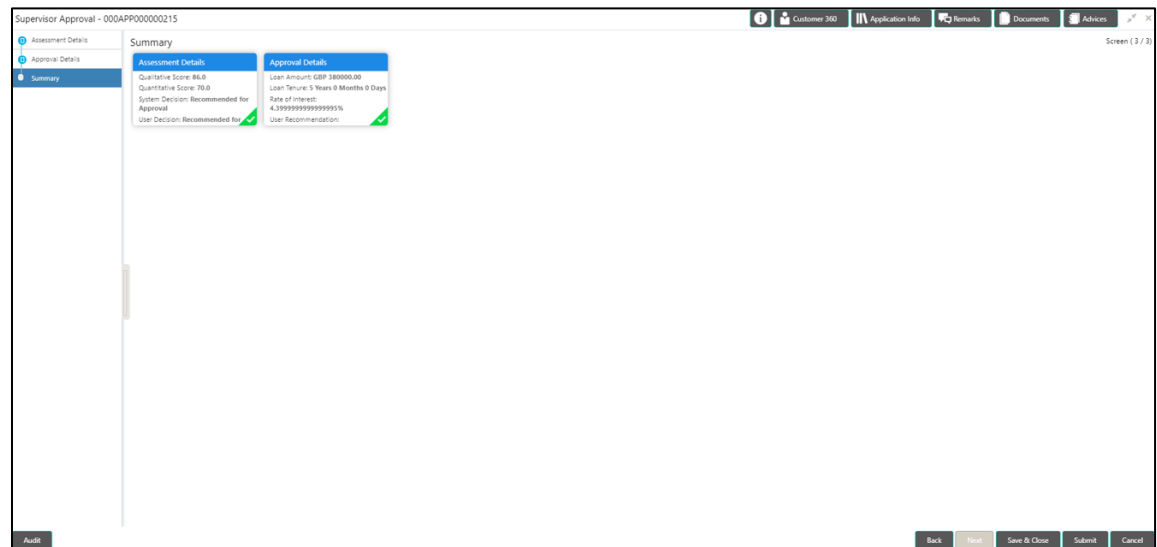 Supervisor Approval - 000APP000000215
Customer 360
Application Info
Remarks
Documents
Advices
Assessment Details
Approval Details
Summary
Summary
Screen ( 3 / 3)
Assessment Details
Qualitative Score: 86.0
Quantitative Score: 70.0
System Decision: Recommended for
Approval
User Decision: Recommended for
Approval Details
Loan Amount: GBP 380000.00
Loan Tenure: 5 Years 0 Months 0 Days
Rate of Interest:
4.39999999999995%
User Recommendation:
Audit
Back
Next
Save & Close
Submit
Cancel